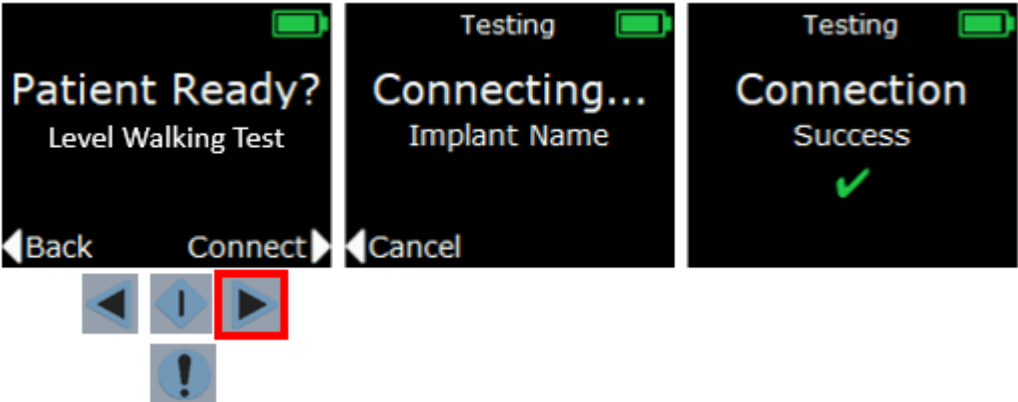 Patient Ready?
Level Walking Test
Back Connect
Testing
Connecting...
Implant Name
Cancel
Testing
Connection
Success